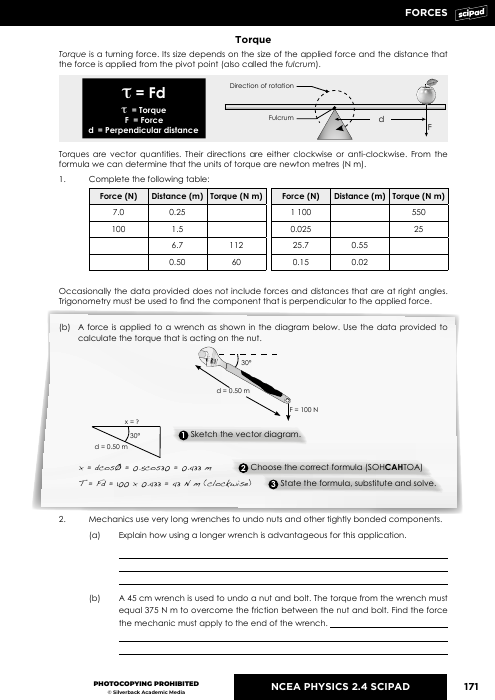 FORCES scipad
Torque
Torque is a turning force. Its size depends on the size of the applied force and the distance that
the force is applied from the pivot point (also called the fulcrum).
τ = Fd
τ = Torque
F = Force
d = Perpendicular distance
Direction of rotation
Fulcrum
d
F
Torques are vector quantities. Their directions are either clockwise or anti-clockwise. From the
formula we can determine that the units of torque are newton metres (N m).
1. Complete the following table:
Force (N) Distance (m) Torque (N m) Force (N) Distance (m) Torque (N m)
7.0 0.25 1 100 550
100 1.5 0.025 25
6.7 112 25.7 0.55
0.50 60 0.15 0.02
Occasionally the data provided does not include forces and distances that are at right angles.
Trigonometry must be used to find the component that is perpendicular to the applied force.
(b) A force is applied to a wrench as shown in the diagram below. Use the data provided to
calculate the torque that is acting on the nut.
30°
d = 0.50 m
F = 100 N
x = ?
30°
d = 0.50 m
1 Sketch the vector diagram.
x = dcosθ = 0.5cos30 = 0.433 m 2 Choose the correct formula (SOHCAHTOA)
T = Fd = 100 x 0.433 = 43 N m (clockwise) 3 State the formula, substitute and solve.
2. Mechanics use very long wrenches to undo nuts and other tightly bonded components.
(a) Explain how using a longer wrench is advantageous for this application.
(b) A 45 cm wrench is used to undo a nut and bolt. The torque from the wrench must
equal 375 N m to overcome the friction between the nut and bolt. Find the force
the mechanic must apply to the end of the wrench.
PHOTOCOPYING PROHIBITED
© Silverback Academic Media
NCEA PHYSICS 2.4 SCIPAD 171